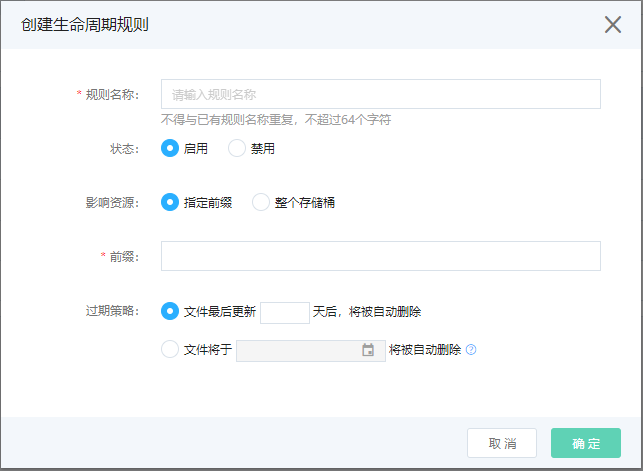 创建生命周期规则
* 规则名称: 请输入规则名称
不得与已有规则名称重复，不超过64个字符
状态: 启用 禁用
影响资源: 指定前缀 整个存储桶
* 前缀:
过期策略: 文件最后更新 天后，将被自动删除
文件将于 将被自动删除 ?
取 消 确 定